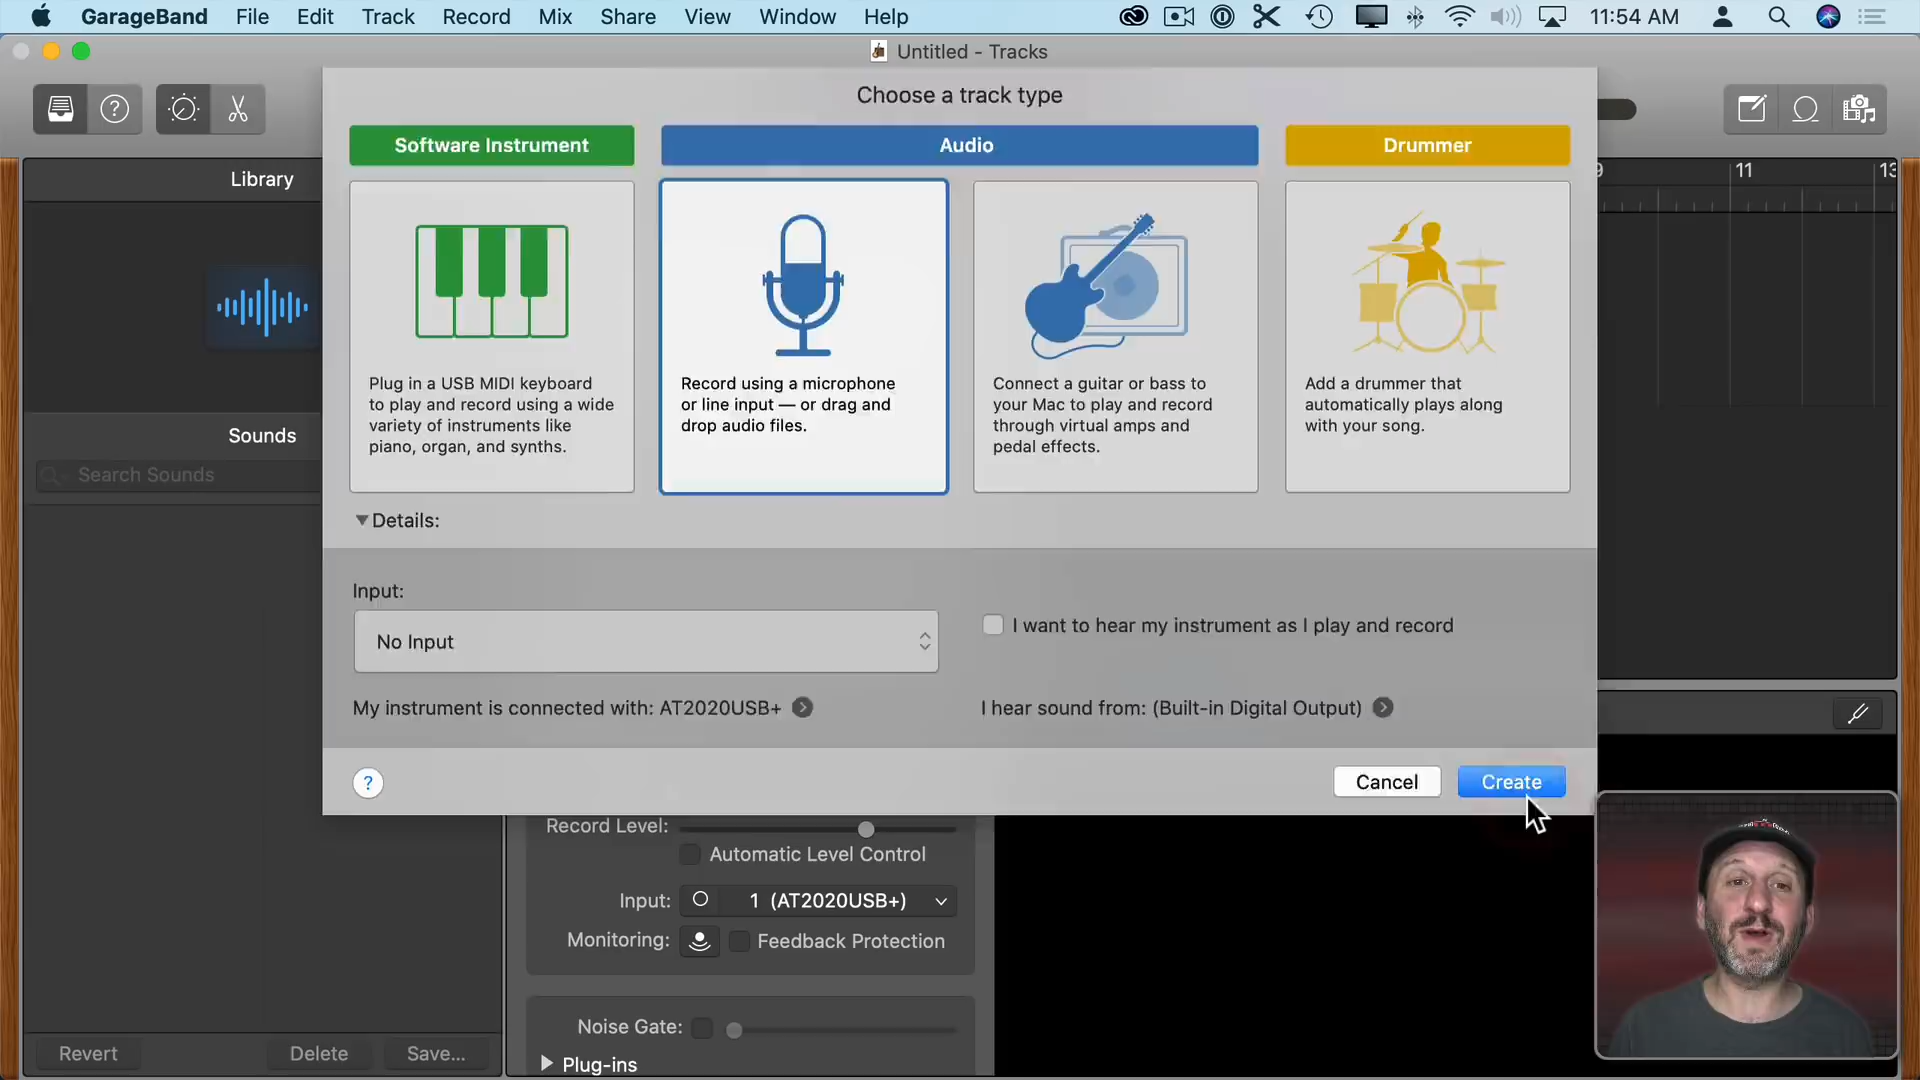 GarageBand File Edit Track Record Mix Share View Window Help 11:54 AM
Untitled - Tracks
Choose a track type
Software Instrument
Audio
Drummer
Library
9 11 13
Plug in a USB MIDI keyboard
to play and record using a wide
variety of instruments like
piano, organ, and synths.
Record using a microphone
or line input — or drag and
drop audio files.
Connect a guitar or bass to
your Mac to play and record
through virtual amps and
pedal effects.
Add a drummer that
automatically plays along
with your song.
Sounds
Search Sounds
Details:
Input:
No Input
I want to hear my instrument as I play and record
My instrument is connected with: AT2020USB+
I hear sound from: (Built-in Digital Output)
?
Cancel
Create
Record Level:
Automatic Level Control
Input: 1 (AT2020USB+)
Monitoring: Feedback Protection
Noise Gate:
Plug-ins
Revert
Delete
Save...